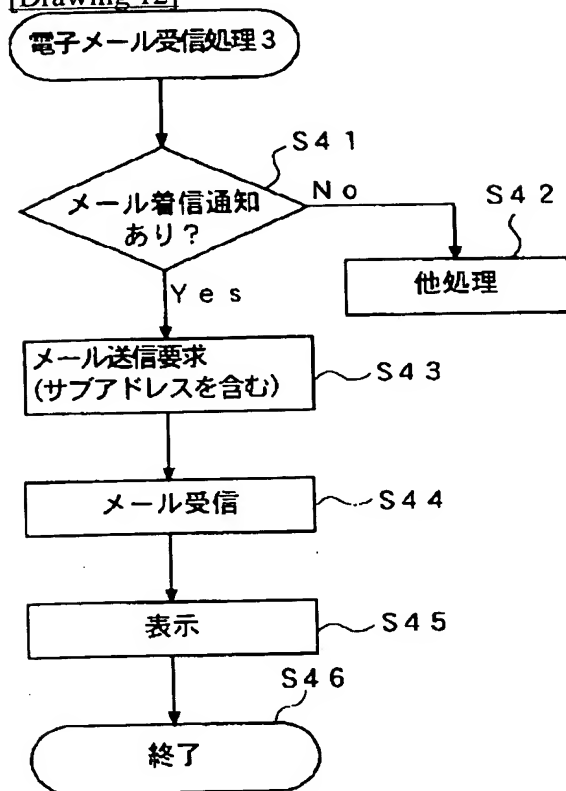 [Drawing 12]
電子メール受信処理3
S41
メール着信通知
あり?
No
S42
他処理
Yes
メール送信要求
(サブアドレスを含む)
S43
メール受信
S44
表示
S45
S46
終了